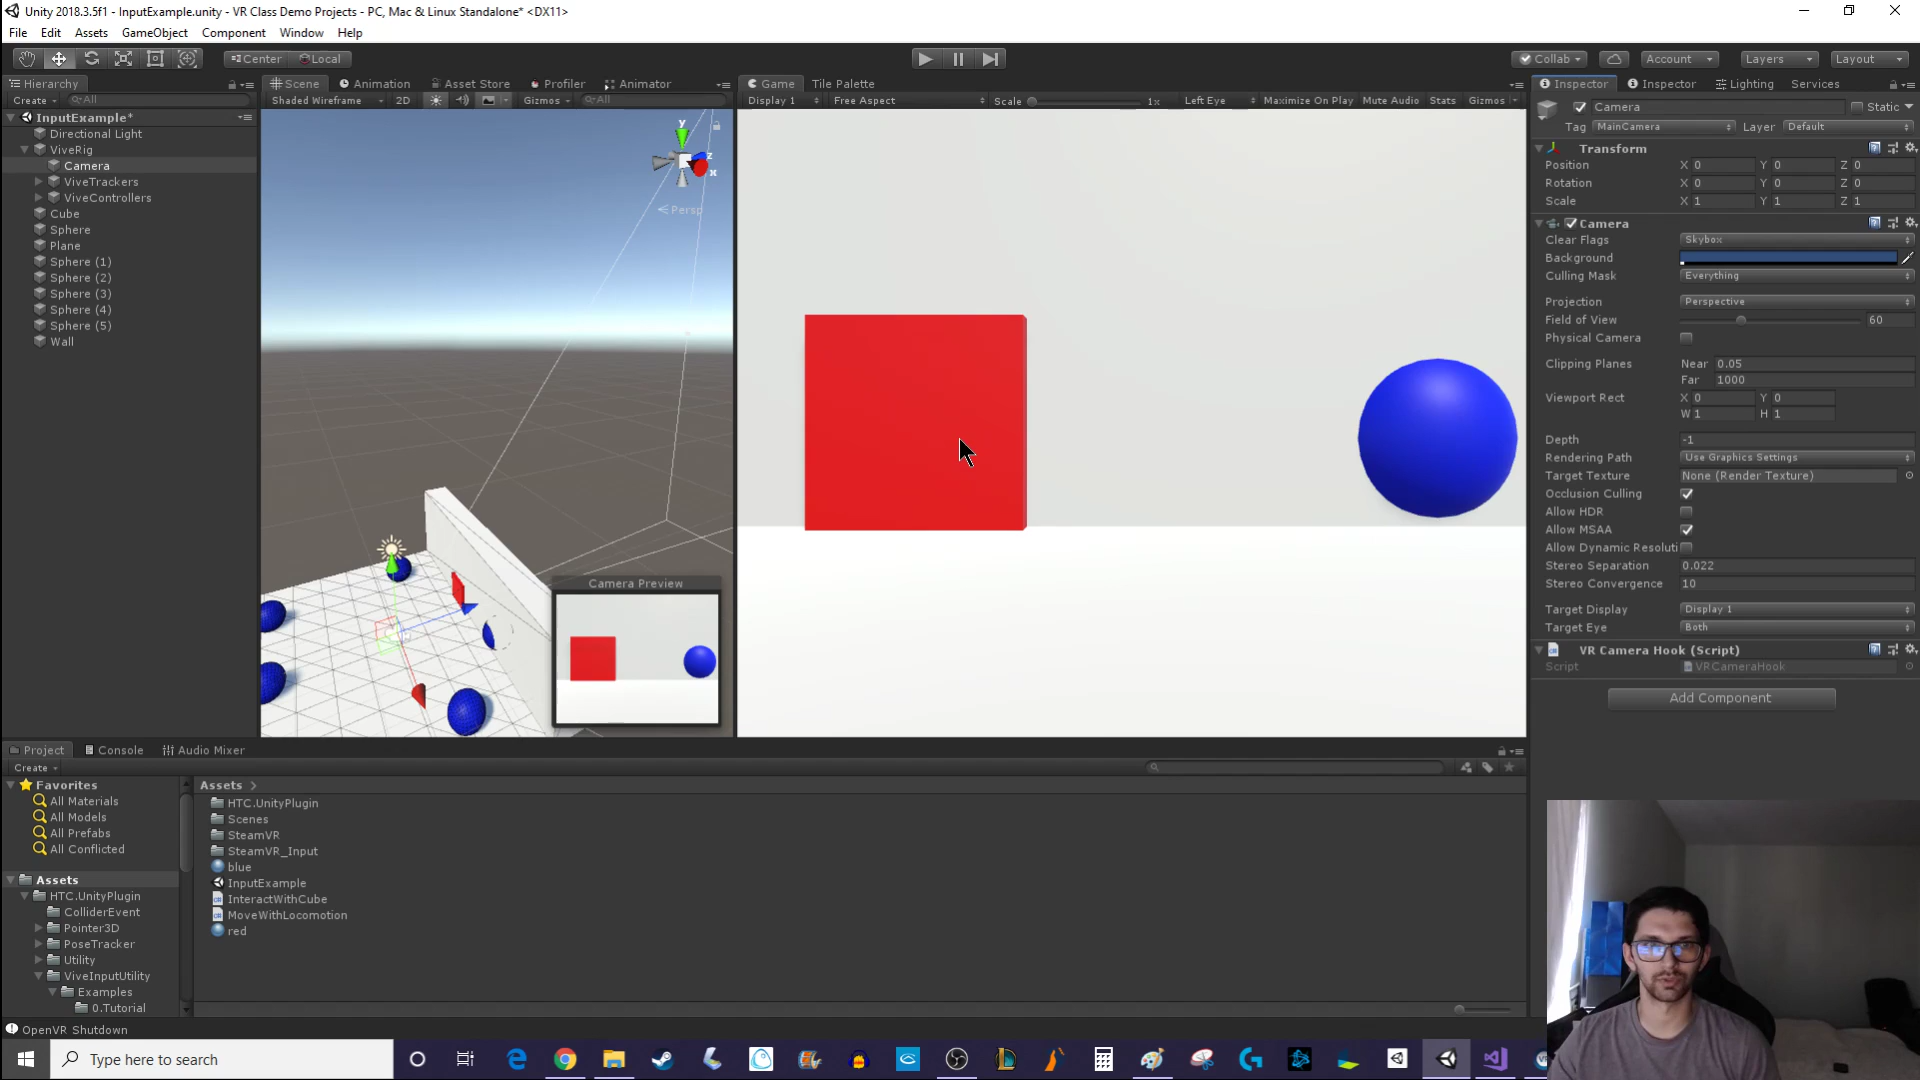 Unity 2018.3.5f1 - InputExample.unity - VR Class Demo Projects - PC, Mac & Linux Standalone* <DX11>
File Edit Assets GameObject Component Window Help
Center Local
Collab Account Layers Layout
Hierarchy
Create All
InputExample*
Directional Light
ViveRig
Camera
ViveTrackers
ViveControllers
Cube
Sphere
Plane
Sphere (1)
Sphere (2)
Sphere (3)
Sphere (4)
Sphere (5)
Wall
Scene Animation Asset Store Profiler Animator
Shaded Wireframe 2D Gizmos All
y
z
x
Persp
Camera Preview
Game Tile Palette
Display 1 Free Aspect Scale 1x Left Eye Maximize On Play Mute Audio Stats Gizmos
Inspector Inspector Lighting Services
Camera Static
Tag MainCamera Layer Default
Transform
Position X 0 Y 0 Z 0
Rotation X 0 Y 0 Z 0
Scale X 1 Y 1 Z 1
Camera
Clear Flags Skybox
Background
Culling Mask Everything
Projection Perspective
Field of View 60
Physical Camera
Clipping Planes Near 0.05
Far 1000
Viewport Rect X 0 Y 0
W 1 H 1
Depth -1
Rendering Path Use Graphics Settings
Target Texture None (Render Texture)
Occlusion Culling
Allow HDR
Allow MSAA
Allow Dynamic Resoluti
Stereo Separation 0.022
Stereo Convergence 10
Target Display Display 1
Target Eye Both
VR Camera Hook (Script)
Script VRCameraHook
Add Component
Project Console Audio Mixer
Create
Favorites
All Materials
All Models
All Prefabs
All Conflicted
Assets
HTC.UnityPlugin
ColliderEvent
Pointer3D
PoseTracker
Utility
ViveInputUtility
Examples
0.Tutorial
Assets
HTC.UnityPlugin
Scenes
SteamVR
SteamVR_Input
blue
InputExample
InteractWithCube
MoveWithLocomotion
red
OpenVR Shutdown
Type here to search